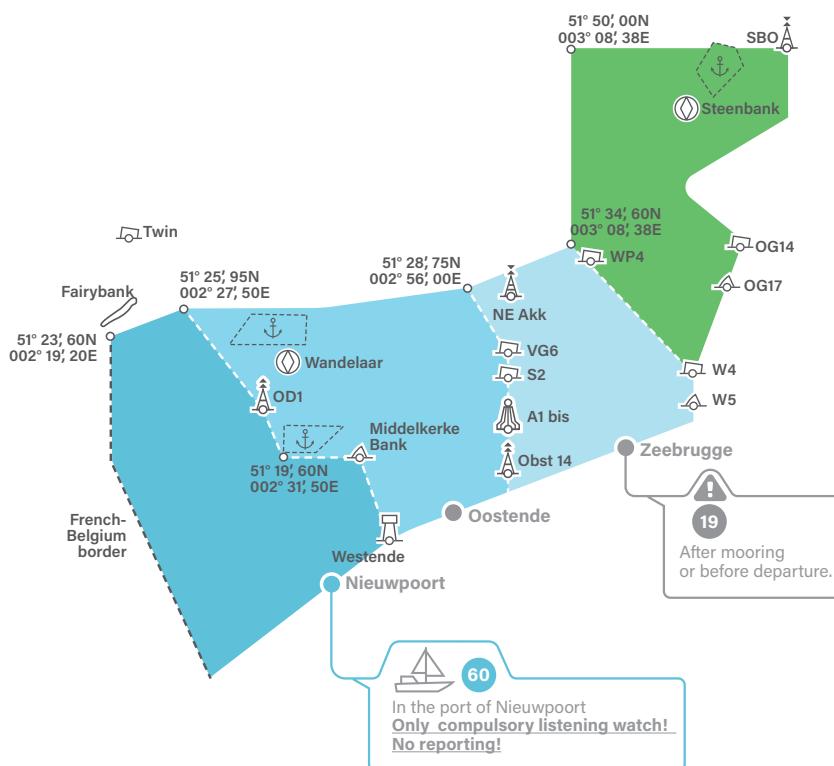 51° 50,' 00N
003° 08,' 38E
SBO
Steenbank
51° 34,' 60N
003° 08,' 38E
WP4
OG14
OG17
Twin
51° 28,' 75N
002° 56,' 00E
51° 25,' 95N
002° 27,' 50E
Fairybank
NE Akk
51° 23,' 60N
002° 19,' 20E
VG6
Wandelaar
S2
W4
OD1
W5
A1 bis
Middelkerke
Bank
Zeebrugge
Obst 14
51° 19,' 60N
002° 31,' 50E
French-
Belgium
border
Oostende
19
After mooring
or before departure.
Westende
Nieuwpoort
60
In the port of Nieuwpoort
Only compulsory listening watch!
No reporting!